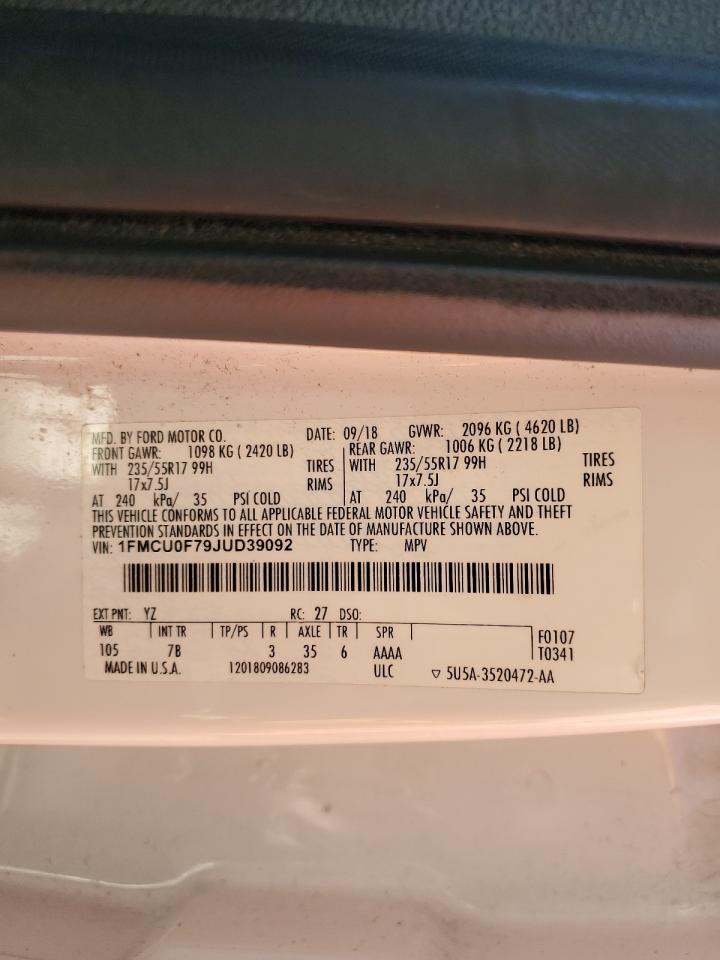 MFD. BY FORD MOTOR CO. DATE: 09/18 GVWR: 2096 KG ( 4620 LB)
FRONT GAWR: 1098 KG ( 2420 LB) REAR GAWR: 1006 KG ( 2218 LB)
WITH 235/55R17 99H TIRES WITH 235/55R17 99H TIRES
17x7.5J RIMS 17x7.5J RIMS
AT 240 kPa/ 35 PSI COLD AT 240 kPa/ 35 PSI COLD
THIS VEHICLE CONFORMS TO ALL APPLICABLE FEDERAL MOTOR VEHICLE SAFETY AND THEFT
PREVENTION STANDARDS IN EFFECT ON THE DATE OF MANUFACTURE SHOWN ABOVE.
VIN: 1FMCU0F79JUD39092 TYPE: MPV
EXT PNT: YZ RC: 27 DSO:
WB INT TR TP/PS R AXLE TR SPR F0107
105 7B 3 35 6 AAAA T0341
MADE IN U.S.A. 1201809086283 ULC ▽ 5U5A-3520472-AA